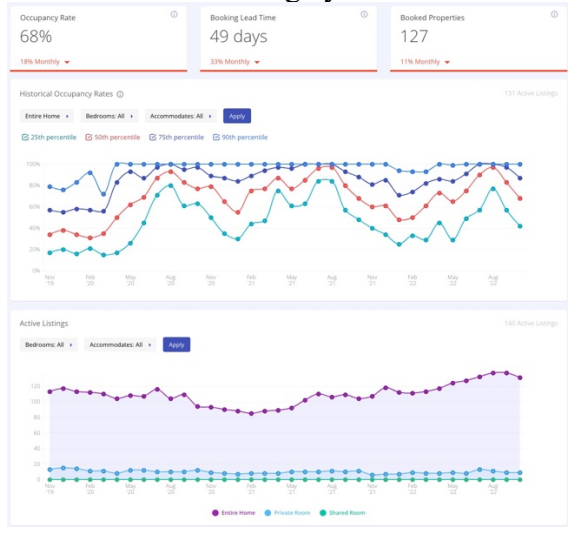 Occupancy Rate
68%
18% Monthly
Booking Lead Time
49 days
33% Monthly
Booked Properties
127
11% Monthly
Historical Occupancy Rates
131 Active Listings
Entire Home
Bedrooms: All
Accommodates: All
Apply
25th percentile
50th percentile
75th percentile
90th percentile
100%
80%
60%
40%
20%
0%
Nov '19
Feb '20
May '20
Aug '20
Nov '20
Feb '21
May '21
Aug '21
Nov '21
Feb '22
May '22
Aug '22
Active Listings
140 Active Listings
Bedrooms: All
Accommodates: All
Apply
120
100
80
60
40
20
0
Nov '19
Feb '20
May '20
Aug '20
Nov '20
Feb '21
May '21
Aug '21
Nov '21
Feb '22
May '22
Aug '22
Entire Home
Private Room
Shared Room